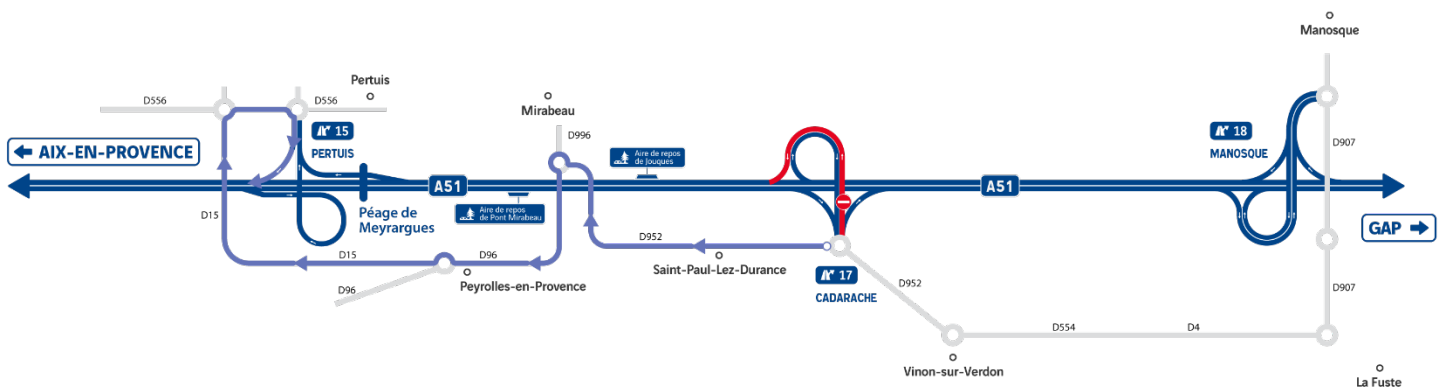 Manosque
Pertuis
D556
D556
Mirabeau
15
PERTUIS
D996
18
MANOSQUE
D907
AIX-EN-PROVENCE
Aire de repos
de Jouques
A51
A51
Péage de
Meyrargues
Aire de repos
de Pont Mirabeau
D15
GAP
D952
D15
D96
Saint-Paul-Lez-Durance
17
CADARACHE
D96
Peyrolles-en-Provence
D952
D907
D554
D4
Vinon-sur-Verdon
La Fuste